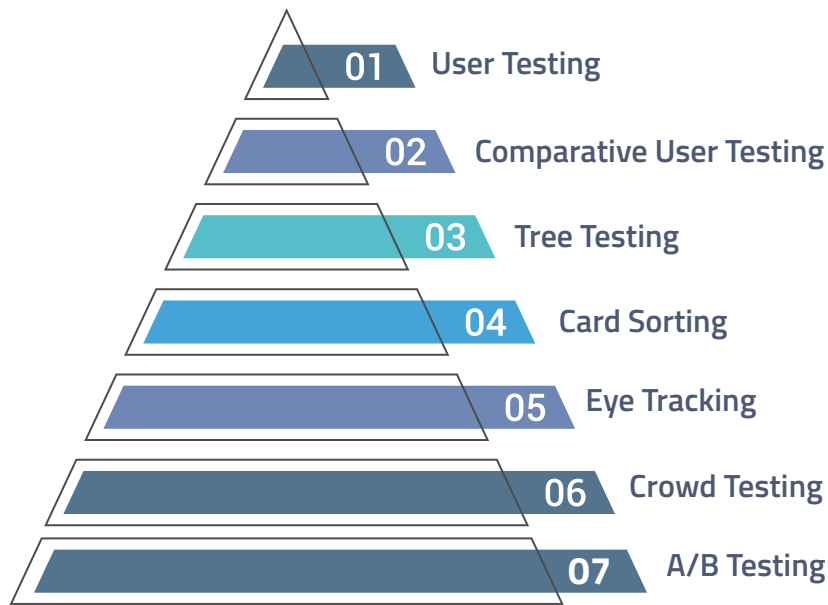 01 User Testing
02 Comparative User Testing
03 Tree Testing
04 Card Sorting
05 Eye Tracking
06 Crowd Testing
07 A/B Testing